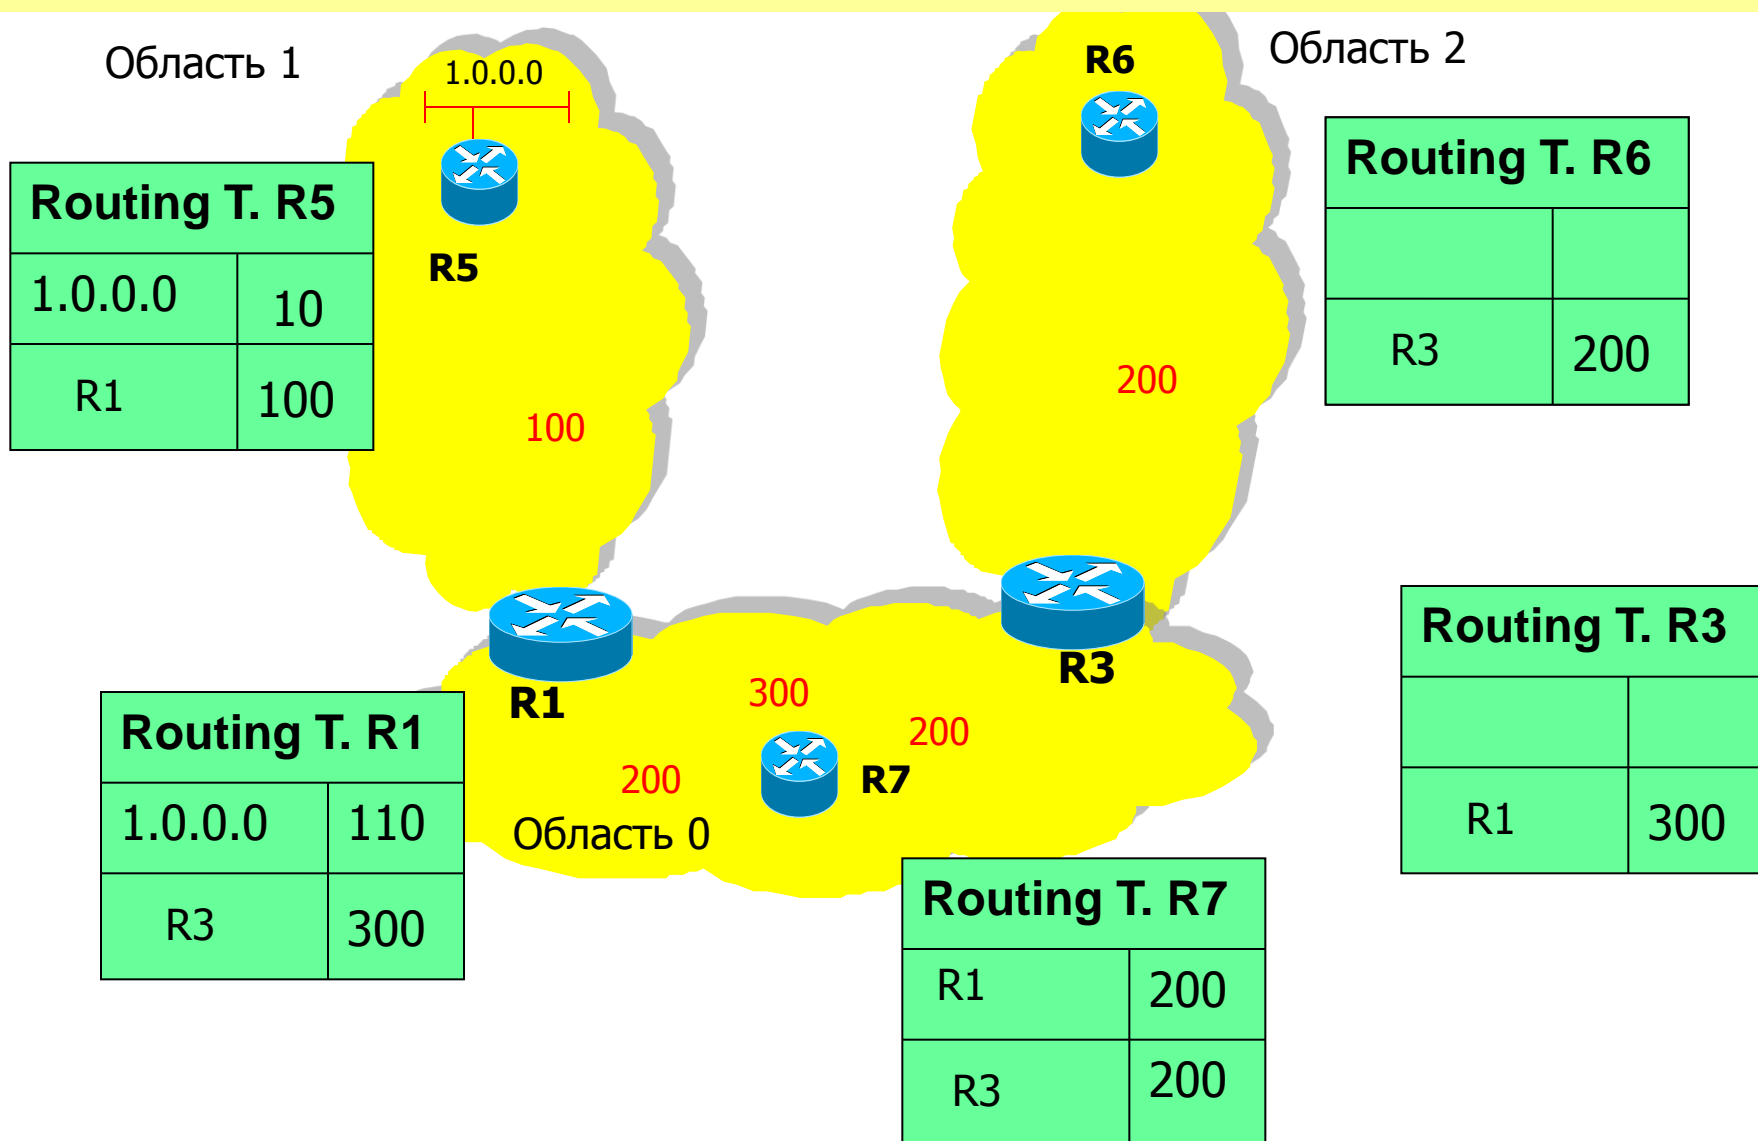 Область 1
1.0.0.0
R6
Область 2
Routing T. R5
1.0.0.0 10
R1 100
R5
100
200
Routing T. R6
R3 200
R1
300
R3
200
R7
200
Область 0
Routing T. R1
1.0.0.0 110
R3 300
Routing T. R3
R1 300
Routing T. R7
R1 200
R3 200